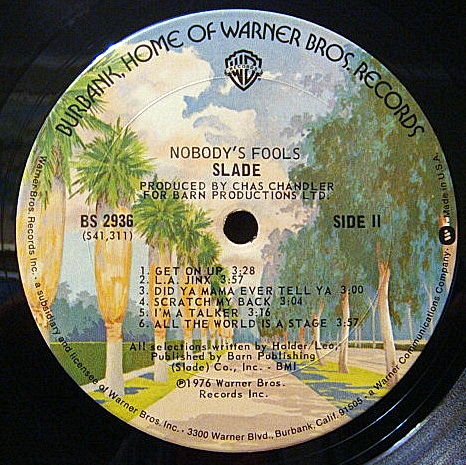 BURBANK, HOME OF WARNER BROS. RECORDS
WB
RECORDS
NOBODY'S FOOLS
SLADE
PRODUCED BY CHAS CHANDLER
FOR BARN PRODUCTIONS LTD.
BS 2936
(S41,311)
SIDE II
1. GET ON UP 3:28
2. L.A. JINX 3:57
3. DID YA MAMA EVER TELL YA 3:00
4. SCRATCH MY BACK 3:04
5. I'M A TALKER 3:16
6. ALL THE WORLD IS A STAGE 3:57
All selections written by Holder Lea,
Published by Barn Publishing
(Slade) Co., Inc. - BMI
℗1976 Warner Bros.
Records Inc.
Warner Bros. Records Inc. • a subsidiary and licensee of Warner Bros. Inc. • 3300 Warner Blvd., Burbank, Calif. 91505 • a Warner Communications Company • Made in U.S.A.